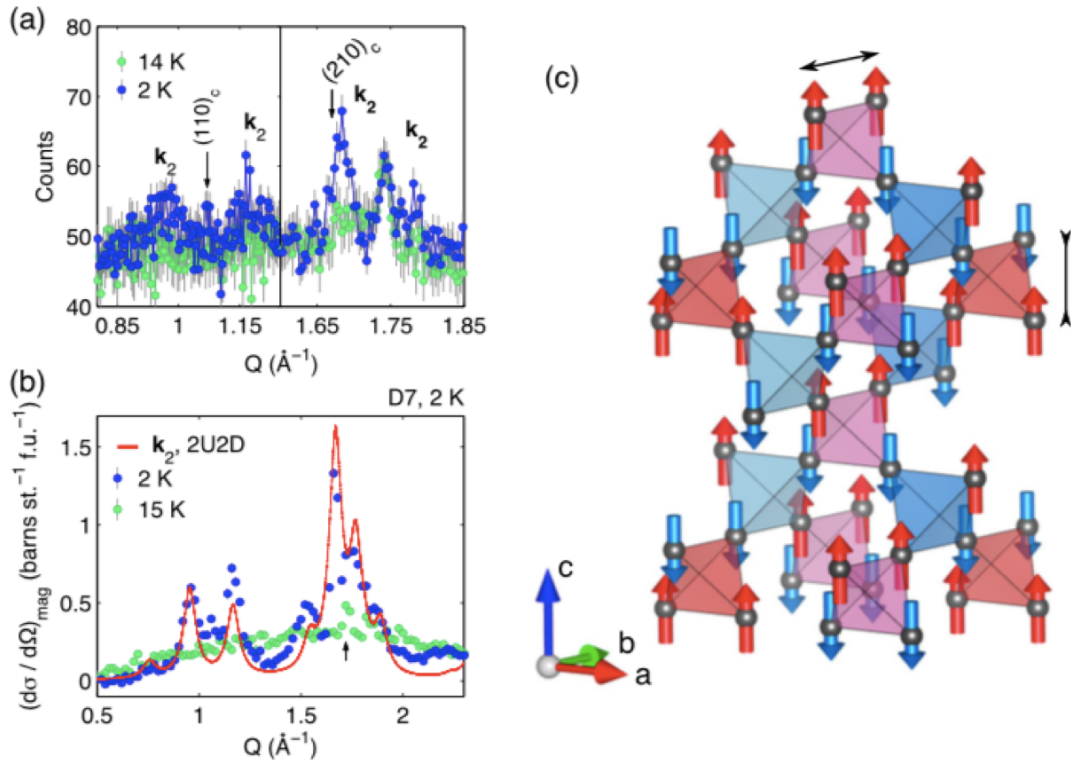 (a)
80
70
60
50
40
Counts
14 K
2 K
k2
(110)c
k2
(210)c
k2
k2
0.85 1 1.15 1.65 1.75 1.85
Q (Å−1)
(b)
D7, 2 K
1.5
1
0.5
0
(dσ / dΩ)mag (barns st.−1 f.u.−1)
k2, 2U2D
2 K
15 K
0.5 1 1.5 2
Q (Å−1)
(c)
c
b
a